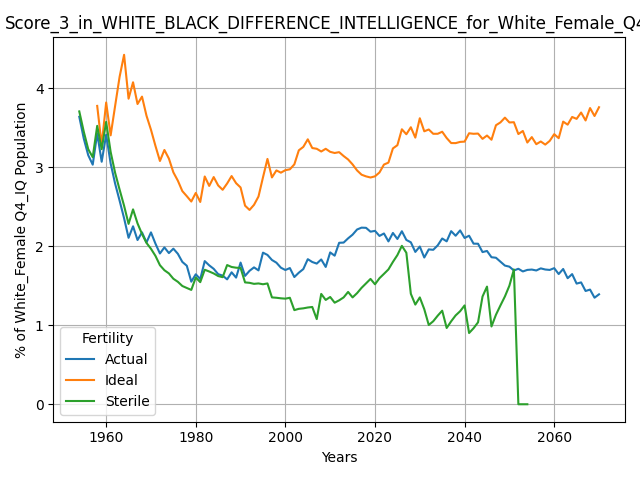 Score_3_in_WHITE_BLACK_DIFFERENCE_INTELLIGENCE_for_White_Female_Q4
% of White_Female Q4_IQ Population
4
3
2
1
0
Fertility
Actual
Ideal
Sterile
1960
1980
2000
2020
2040
2060
Years